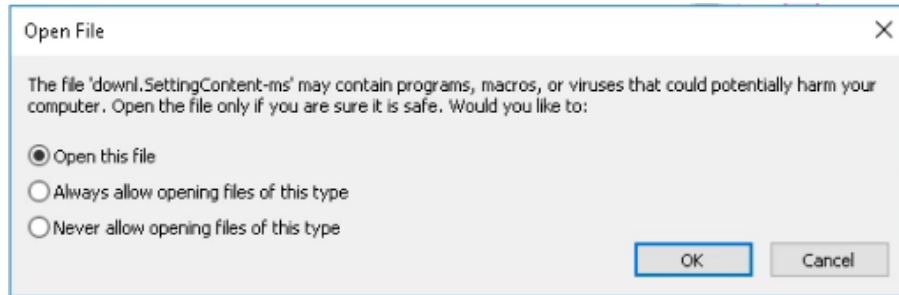 Open File
The file 'downl.SettingContent-ms' may contain programs, macros, or viruses that could potentially harm your
computer. Open the file only if you are sure it is safe. Would you like to:
Open this file
Always allow opening files of this type
Never allow opening files of this type
OK Cancel